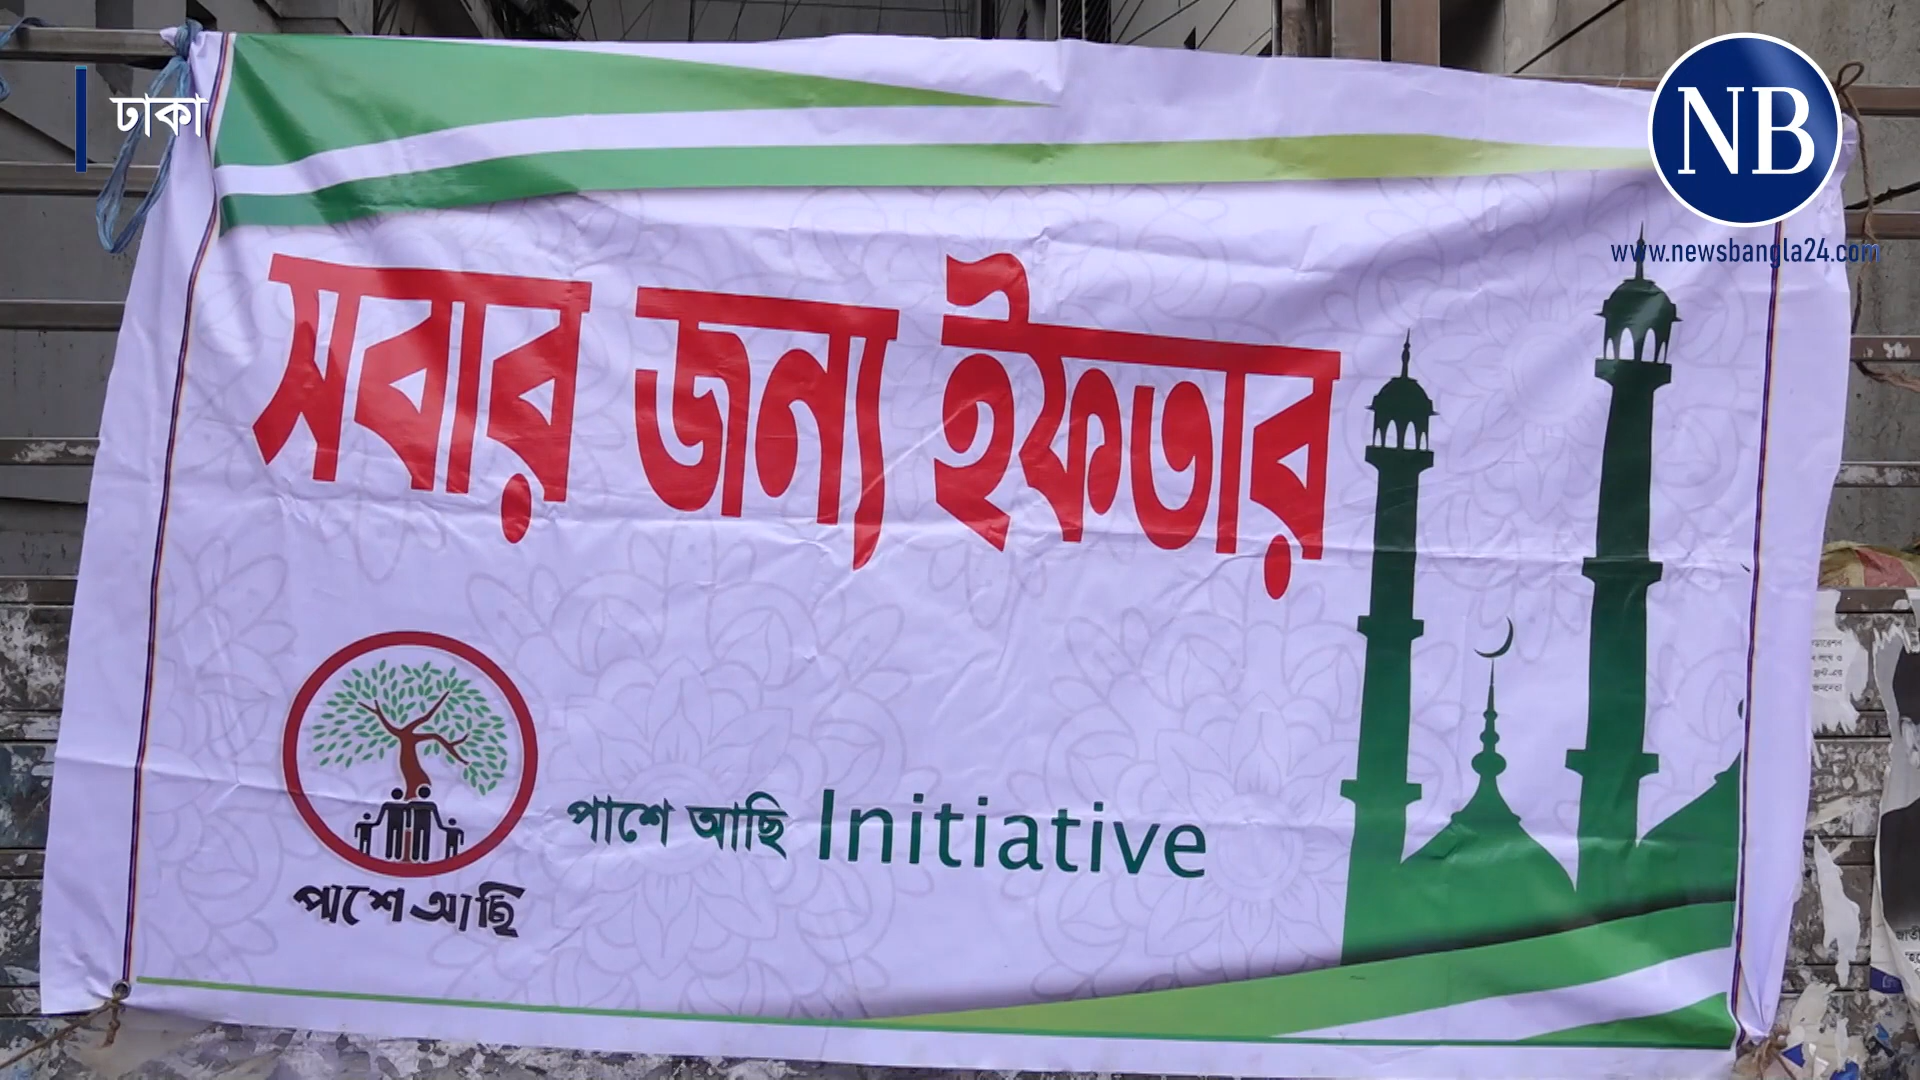 ঢাকা
NB
www.newsbangla24.com
সবার জন্য ইফতার
পাশে আছি Initiative
পাশে আছি